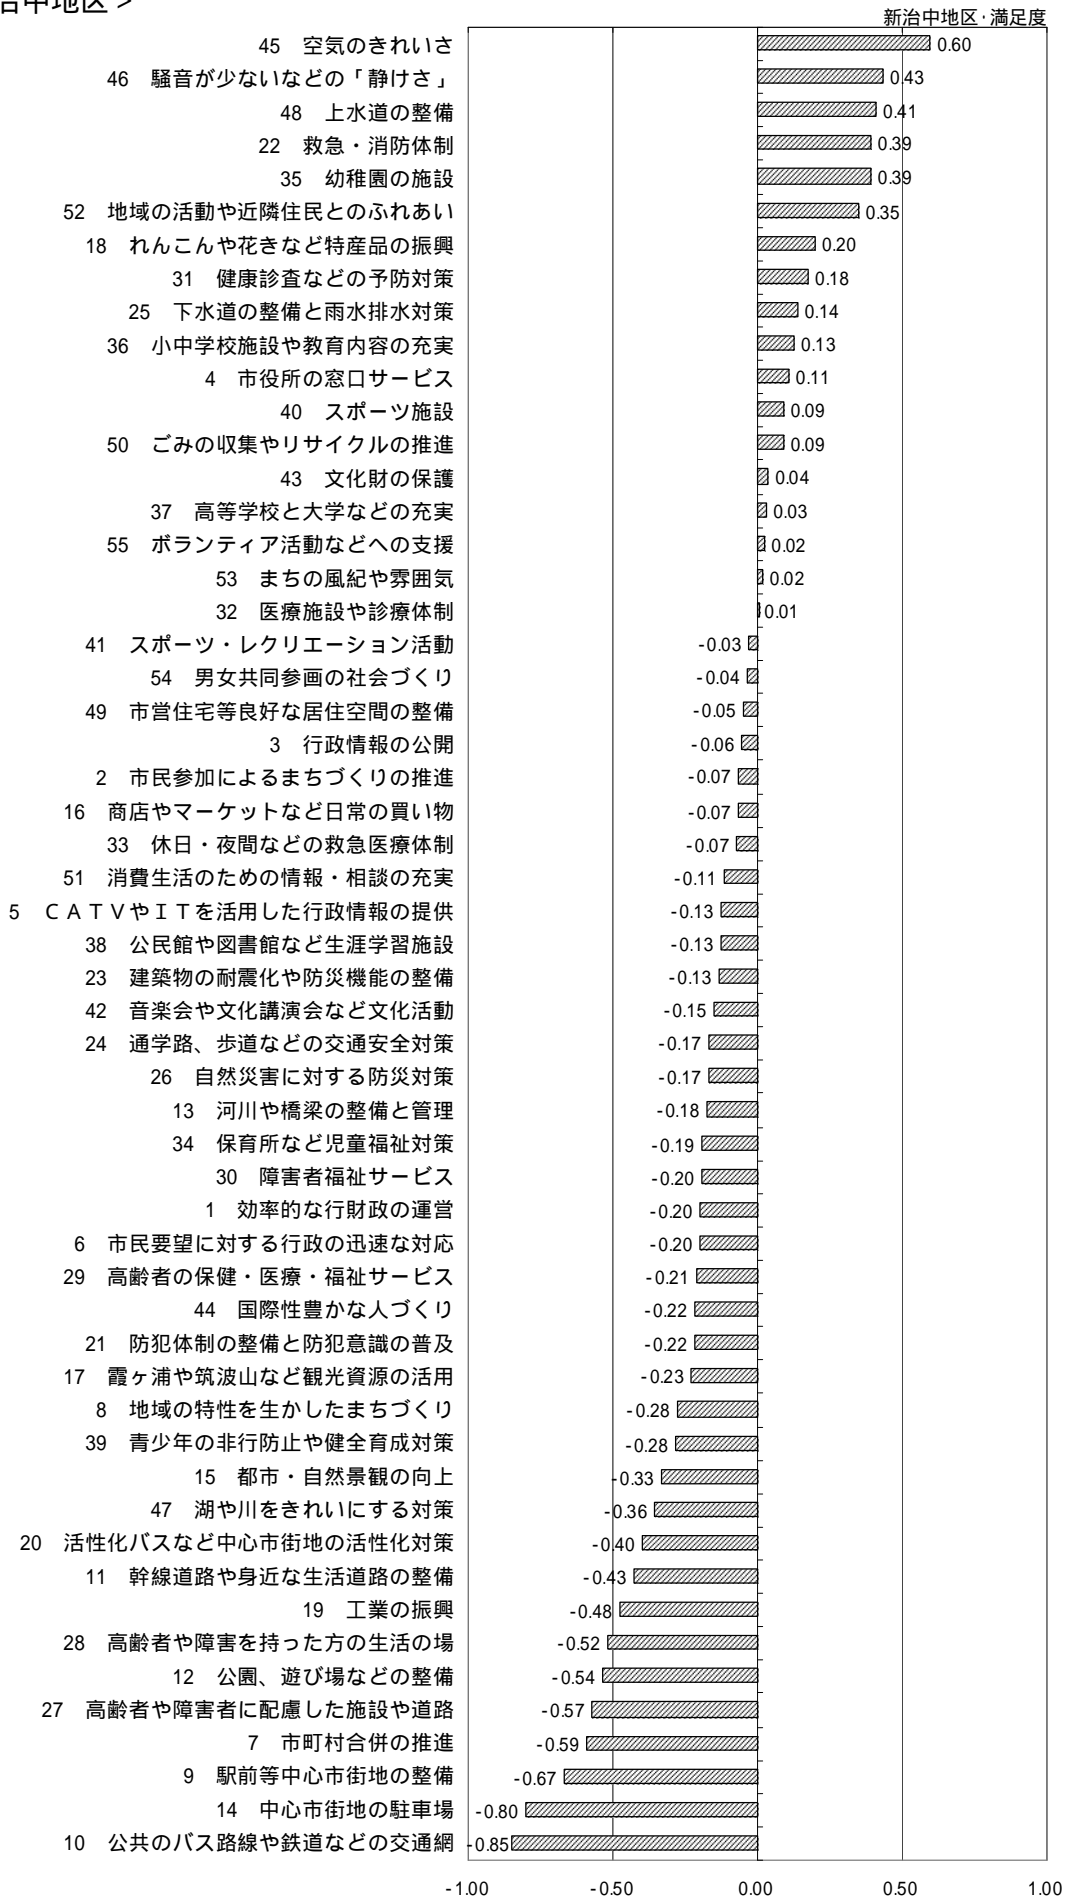 治中地区 >
新治中地区・満足度
45 空気のきれいさ 0.60
46 騒音が少ないなどの「静けさ」 0.43
48 上水道の整備 0.41
22 救急・消防体制 0.39
35 幼稚園の施設 0.39
52 地域の活動や近隣住民とのふれあい 0.35
18 れんこんや花きなど特産品の振興 0.20
31 健康診査などの予防対策 0.18
25 下水道の整備と雨水排水対策 0.14
36 小中学校施設や教育内容の充実 0.13
4 市役所の窓口サービス 0.11
40 スポーツ施設 0.09
50 ごみの収集やリサイクルの推進 0.09
43 文化財の保護 0.04
37 高等学校と大学などの充実 0.03
55 ボランティア活動などへの支援 0.02
53 まちの風紀や雰囲気 0.02
32 医療施設や診療体制 0.01
41 スポーツ・レクリエーション活動 -0.03
54 男女共同参画の社会づくり -0.04
49 市営住宅等良好な居住空間の整備 -0.05
3 行政情報の公開 -0.06
2 市民参加によるまちづくりの推進 -0.07
16 商店やマーケットなど日常の買い物 -0.07
33 休日・夜間などの救急医療体制 -0.07
51 消費生活のための情報・相談の充実 -0.11
5 CATVやITを活用した行政情報の提供 -0.13
38 公民館や図書館など生涯学習施設 -0.13
23 建築物の耐震化や防災機能の整備 -0.13
42 音楽会や文化講演会など文化活動 -0.15
24 通学路、歩道などの交通安全対策 -0.17
26 自然災害に対する防災対策 -0.17
13 河川や橋梁の整備と管理 -0.18
34 保育所など児童福祉対策 -0.19
30 障害者福祉サービス -0.20
1 効率的な行財政の運営 -0.20
6 市民要望に対する行政の迅速な対応 -0.20
29 高齢者の保健・医療・福祉サービス -0.21
44 国際性豊かな人づくり -0.22
21 防犯体制の整備と防犯意識の普及 -0.22
17 霞ヶ浦や筑波山など観光資源の活用 -0.23
8 地域の特性を生かしたまちづくり -0.28
39 青少年の非行防止や健全育成対策 -0.28
15 都市・自然景観の向上 -0.33
47 湖や川をきれいにする対策 -0.36
20 活性化バスなど中心市街地の活性化対策 -0.40
11 幹線道路や身近な生活道路の整備 -0.43
19 工業の振興 -0.48
28 高齢者や障害を持った方の生活の場 -0.52
12 公園、遊び場などの整備 -0.54
27 高齢者や障害者に配慮した施設や道路 -0.57
7 市町村合併の推進 -0.59
9 駅前等中心市街地の整備 -0.67
14 中心市街地の駐車場 -0.80
10 公共のバス路線や鉄道などの交通網 -0.85
-1.00 -0.50 0.00 0.50 1.00